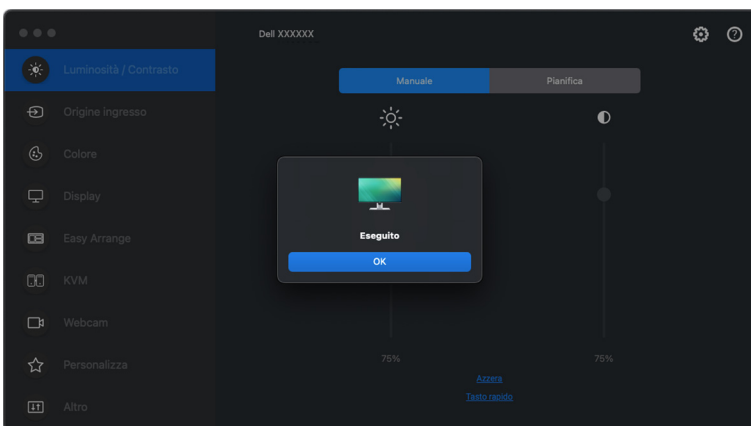 Dell XXXXXX
Luminosità / Contrasto
Manuale
Pianifica
Origine ingresso
Colore
Display
Easy Arrange
Eseguito
OK
KVM
Webcam
Personalizza
75%
75%
Azzera
Tasto rapido
Altro